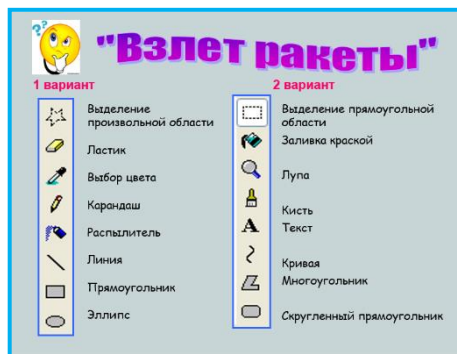 ??
"Взлет ракеты"
1 вариант
Выделение
произвольной области
Ластик
Выбор цвета
Карандаш
Распылитель
Линия
Прямоугольник
Эллипс
2 вариант
Выделение прямоугольной
области
Заливка краской
Лупа
Кисть
A
Текст
Кривая
Многоугольник
Скругленный прямоугольник